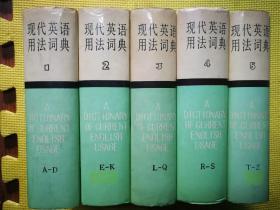 现代英语
用法词典
1
A
DICTIONARY
OF CURRENT
ENGLISH
USAGE
A-D
现代英语
用法词典
2
A
DICTIONARY
OF CURRENT
ENGLISH
USAGE
E-K
现代英语
用法词典
3
A
DICTIONARY
OF CURRENT
ENGLISH
USAGE
L-Q
现代英语
用法词典
4
A
DICTIONARY
OF CURRENT
ENGLISH
USAGE
R-S
现代英语
用法词典
5
A
DICTIONARY
OF CURRENT
ENGLISH
USAGE
T-Z